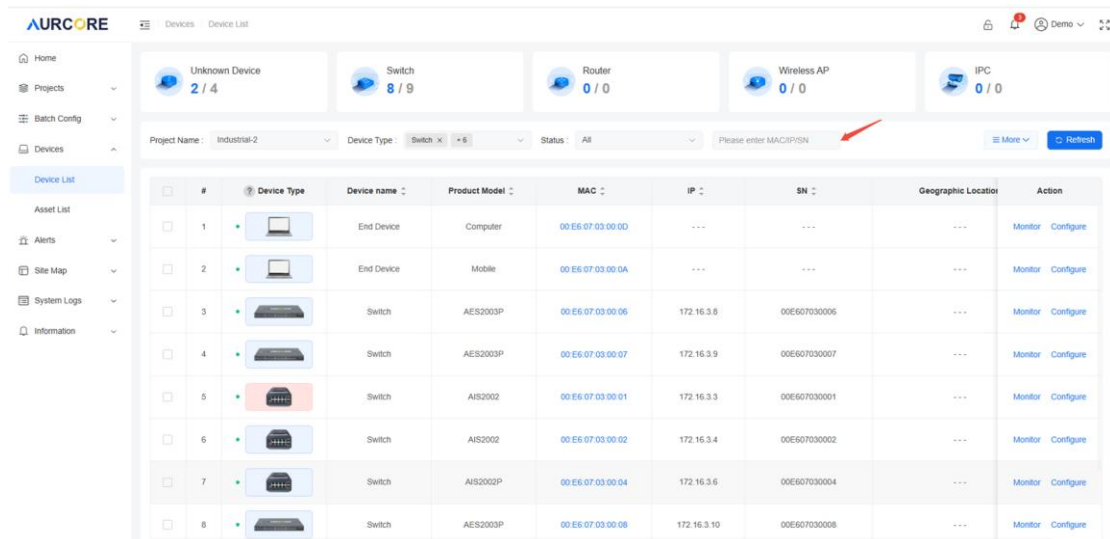 AURCORE
Devices Device List
3
Demo
Home
Projects
Batch Config
Devices
Device List
Asset List
Alerts
Site Map
System Logs
Information
Unknown Device
2 / 4
Switch
8 / 9
Router
0 / 0
Wireless AP
0 / 0
IPC
0 / 0
Project Name : Industrial-2 Device Type : Switch × + 6 Status : All Please enter MAC/IP/SN More Refresh
# ? Device Type Device name Product Model MAC IP SN Geographic Location Action
1 End Device Computer 00:E6:07:03:00:0D - - - - - - - - - Monitor Configure
2 End Device Mobile 00:E6:07:03:00:0A - - - - - - - - - Monitor Configure
3 Switch AES2003P 00:E6:07:03:00:06 172.16.3.8 00E607030006 - - - Monitor Configure
4 Switch AES2003P 00:E6:07:03:00:07 172.16.3.9 00E607030007 - - - Monitor Configure
5 Switch AIS2002 00:E6:07:03:00:01 172.16.3.3 00E607030001 - - - Monitor Configure
6 Switch AIS2002 00:E6:07:03:00:02 172.16.3.4 00E607030002 - - - Monitor Configure
7 Switch AIS2002P 00:E6:07:03:00:04 172.16.3.6 00E607030004 - - - Monitor Configure
8 Switch AES2003P 00:E6:07:03:00:08 172.16.3.10 00E607030008 - - - Monitor Configure